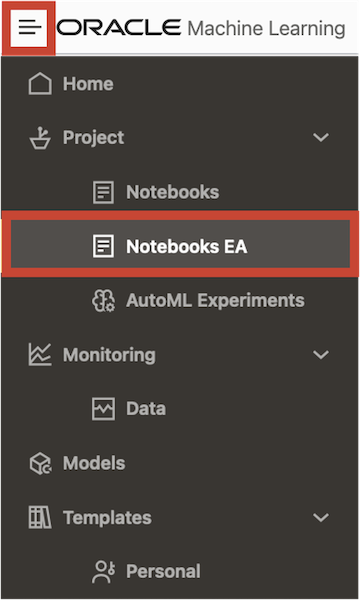 ORACLE Machine Learning
Home
Project
Notebooks
Notebooks EA
AutoML Experiments
Monitoring
Data
Models
Templates
Personal